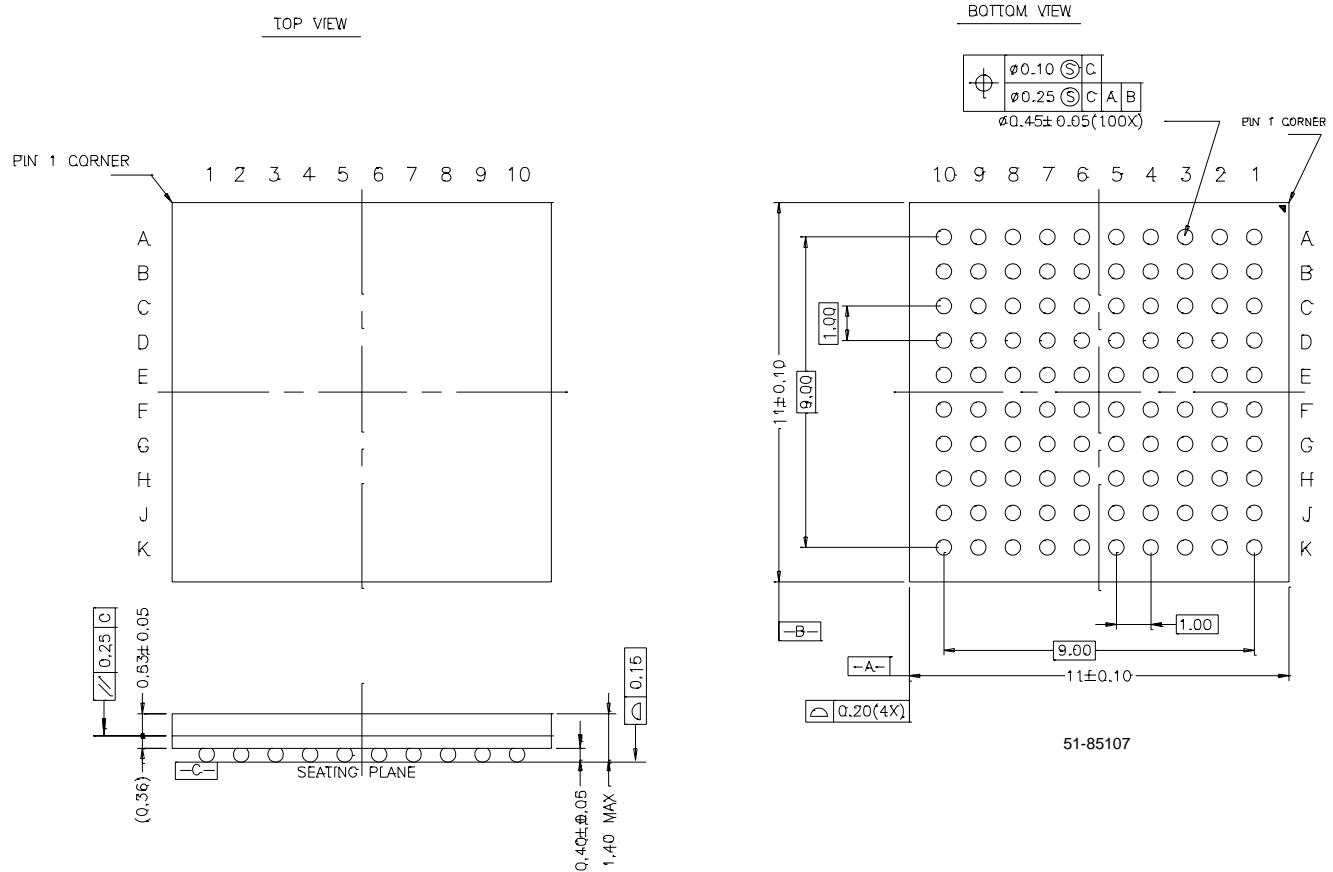 TOP VIEW
PIN 1 CORNER
1 2 3 4 5 6 7 8 9 10
A
B
C
D
E
F
G
H
J
K
// 0.25 C
0.53±0.05
(0.36)
-C-
SEATING PLANE
0.40±0.05
1.40 MAX
0.15
BOTTOM VIEW
Ø0.10 Ⓢ C
Ø0.25 Ⓢ C A B
Ø0.45±0.05(100X)
PIN 1 CORNER
10 9 8 7 6 5 4 3 2 1
A
B
C
D
E
F
G
H
J
K
1.00
9.00
11±0.10
-B-
1.00
9.00
-A-
11±0.10
0.20(4X)
51-85107